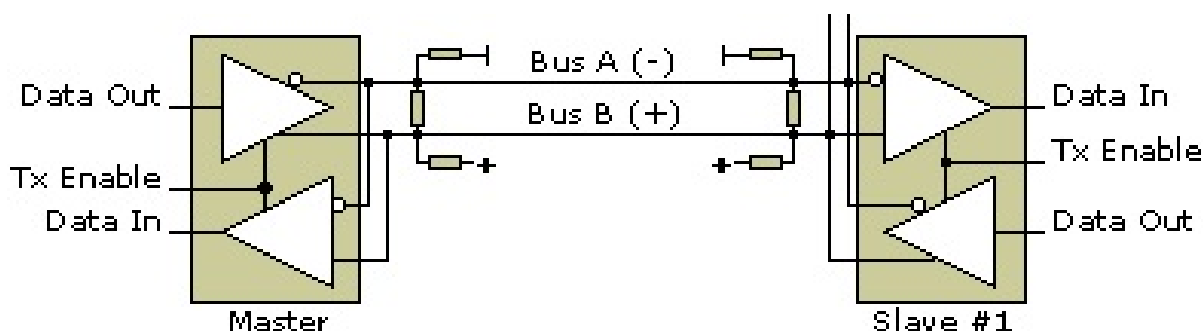 Data Out
Tx Enable
Data In
Master
Bus A (-)
Bus B (+)
+
+
Data In
Tx Enable
Data Out
Slave #1